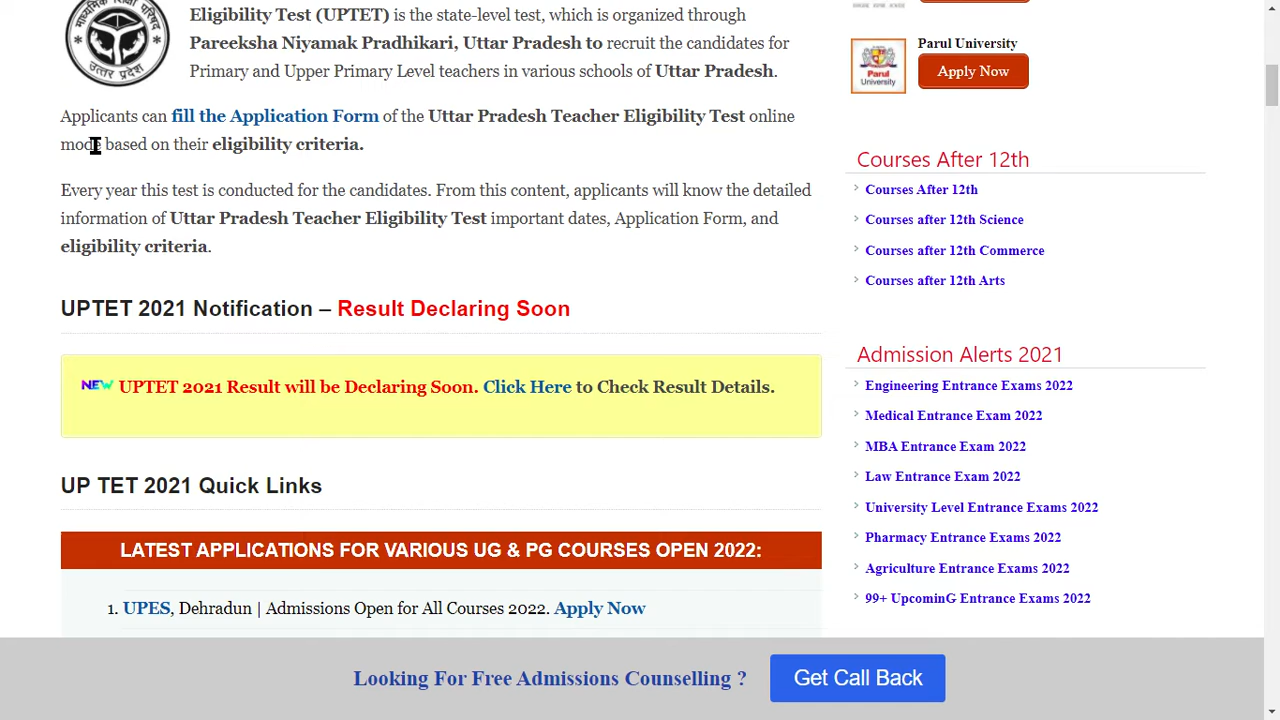 Eligibility Test (UPTET) is the state-level test, which is organized through
Pareeksha Niyamak Pradhikari, Uttar Pradesh to recruit the candidates for
Primary and Upper Primary Level teachers in various schools of Uttar Pradesh.
Applicants can fill the Application Form of the Uttar Pradesh Teacher Eligibility Test online
mode based on their eligibility criteria.
Every year this test is conducted for the candidates. From this content, applicants will know the detailed
information of Uttar Pradesh Teacher Eligibility Test important dates, Application Form, and
eligibility criteria.
UPTET 2021 Notification – Result Declaring Soon
NEW UPTET 2021 Result will be Declaring Soon. Click Here to Check Result Details.
UP TET 2021 Quick Links
LATEST APPLICATIONS FOR VARIOUS UG & PG COURSES OPEN 2022:
1. UPES, Dehradun | Admissions Open for All Courses 2022. Apply Now
Parul University
Parul
University
Apply Now
Courses After 12th
Courses After 12th
Courses after 12th Science
Courses after 12th Commerce
Courses after 12th Arts
Admission Alerts 2021
Engineering Entrance Exams 2022
Medical Entrance Exam 2022
MBA Entrance Exam 2022
Law Entrance Exam 2022
University Level Entrance Exams 2022
Pharmacy Entrance Exams 2022
Agriculture Entrance Exams 2022
99+ UpcominG Entrance Exams 2022
Looking For Free Admissions Counselling ?
Get Call Back